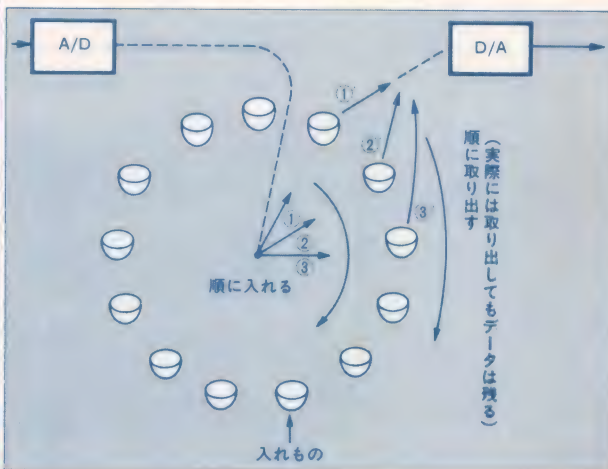 A/D
D/A
①
②
③
①
②
③
順に入れる
順に取り出す
(実際には取り出してもデータは残る)
入れもの